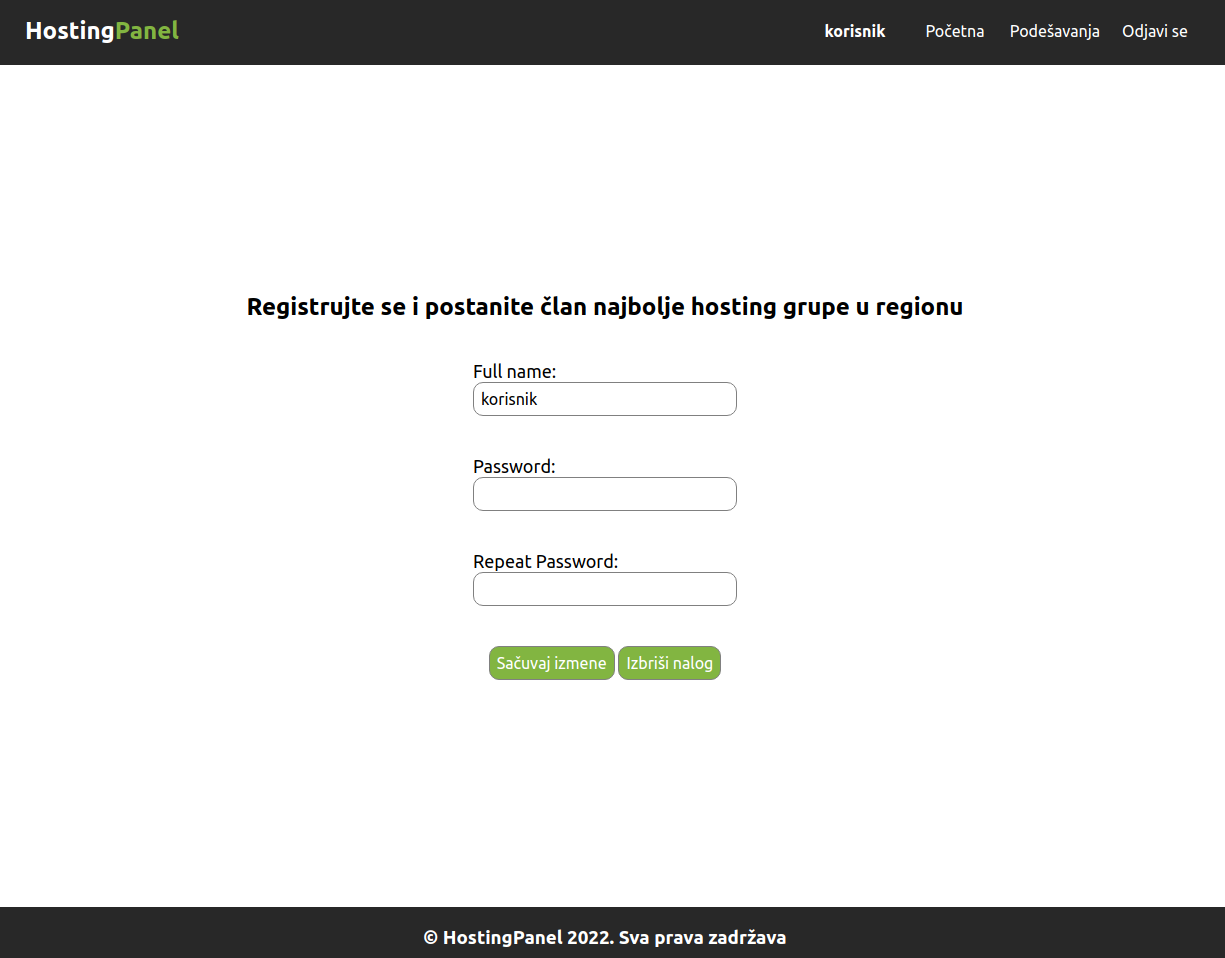 HostingPanel
korisnik Početna Podešavanja Odjavi se
Registrujte se i postanite član najbolje hosting grupe u regionu
Full name:
korisnik
Password:
Repeat Password:
Sačuvaj izmene Izbriši nalog
© HostingPanel 2022. Sva prava zadržava